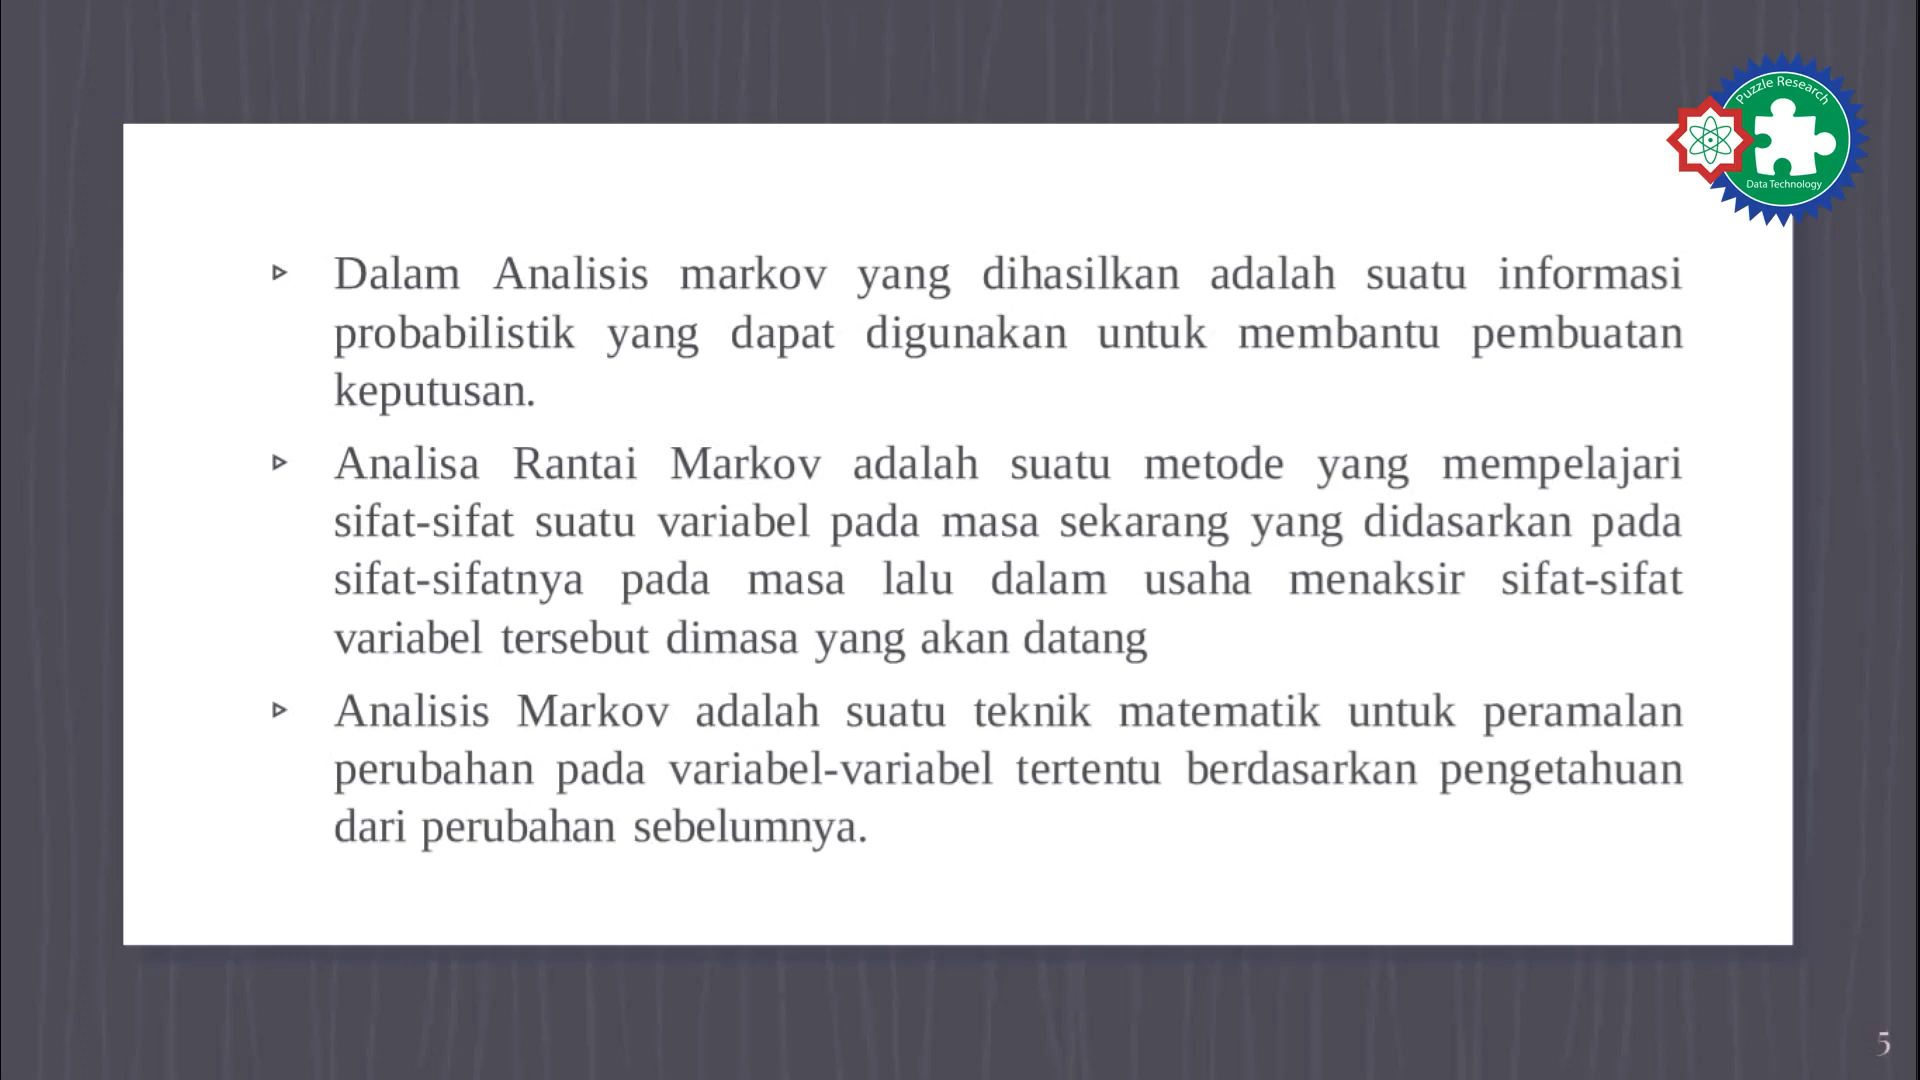 Puzzle Research
Data Technology
Dalam Analisis markov yang dihasilkan adalah suatu informasi
probabilistik yang dapat digunakan untuk membantu pembuatan
keputusan.
Analisa Rantai Markov adalah suatu metode yang mempelajari
sifat-sifat suatu variabel pada masa sekarang yang didasarkan pada
sifat-sifatnya pada masa lalu dalam usaha menaksir sifat-sifat
variabel tersebut dimasa yang akan datang
Analisis Markov adalah suatu teknik matematik untuk peramalan
perubahan pada variabel-variabel tertentu berdasarkan pengetahuan
dari perubahan sebelumnya.
5